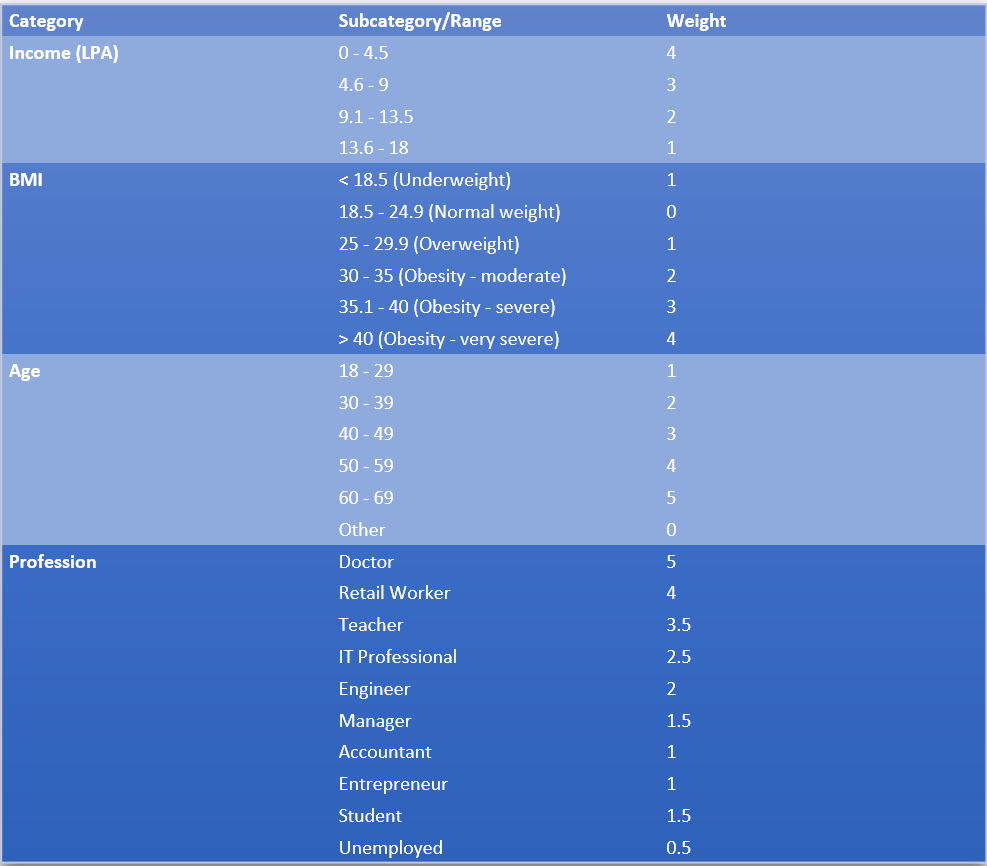 Category Subcategory/Range Weight
Income (LPA) 0 - 4.5 4
4.6 - 9 3
9.1 - 13.5 2
13.6 - 18 1
BMI < 18.5 (Underweight) 1
18.5 - 24.9 (Normal weight) 0
25 - 29.9 (Overweight) 1
30 - 35 (Obesity - moderate) 2
35.1 - 40 (Obesity - severe) 3
> 40 (Obesity - very severe) 4
Age 18 - 29 1
30 - 39 2
40 - 49 3
50 - 59 4
60 - 69 5
Other 0
Profession Doctor 5
Retail Worker 4
Teacher 3.5
IT Professional 2.5
Engineer 2
Manager 1.5
Accountant 1
Entrepreneur 1
Student 1.5
Unemployed 0.5